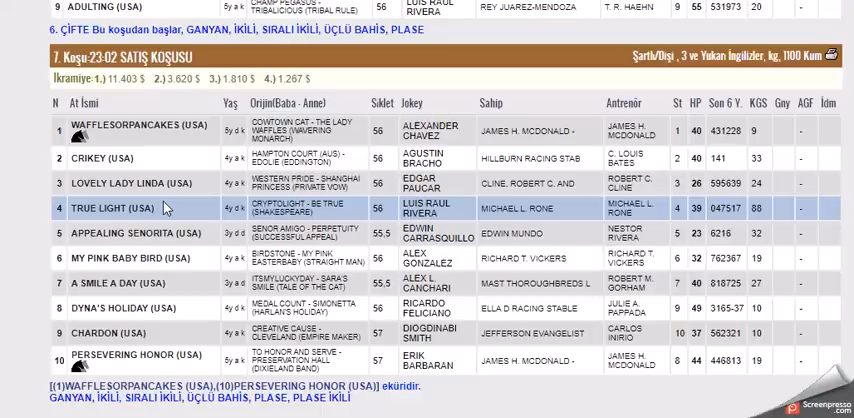 CHAMP PEGASUS - LUIS RAUL
9 ADULTING (USA) 5y a k TRIBALICIOUS (TRIBAL RULE) 56 RIVERA REY JUAREZ-MENDOZA T. R. HAEHN 9 55 531973 20 -
6. ÇİFTE Bu koşudan başlar, GANYAN, İKİLİ, SIRALI İKİLİ, ÜÇLÜ BAHİS, PLASE
7. Koşu-23:02 SATIŞ KOŞUSU Şartlı/Dişi , 3 ve Yukarı İngilizler, kg, 1100 Kum
İkramiye:1.) 11.403 $ 2.) 3.620 $ 3.) 1.810 $ 4.) 1.267 $
N At İsmi Yaş Orijin(Baba - Anne) Sıklet Jokey Sahip Antrenör St HP Son 6 Y. KGS Gny AGF İdm
1 WAFFLESORPANCAKES (USA) 5y d k COWTOWN CAT - THE LADY WAFFLES (WAVERING MONARCH) 56 ALEXANDER CHAVEZ JAMES H. MCDONALD - JAMES H. MCDONALD 1 40 431228 9 -
2 CRIKEY (USA) 4y a k HAMPTON COURT (AUS) - EDOLIE (EDDINGTON) 56 AGUSTIN BRACHO HILLBURN RACING STAB C. LOUIS BATES 2 40 141 33 -
3 LOVELY LADY LINDA (USA) 4y a k WESTERN PRIDE - SHANGHAI PRINCESS (PRIVATE VOW) 56 EDGAR PAUCAR CLINE, ROBERT C. AND ROBERT C. CLINE 3 26 595639 24 -
4 TRUE LIGHT (USA) 4y d k CRYPTOLIGHT - BE TRUE (SHAKESPEARE) 56 LUIS RAUL RIVERA MICHAEL L. RONE MICHAEL L. RONE 4 39 047517 88 -
5 APPEALING SENORITA (USA) 3y d d SENOR AMIGO - PERPETUITY (SUCCESSFUL APPEAL) 55,5 EDWIN CARRASQUILLO EDWIN MUNDO NESTOR RIVERA 5 23 6216 32 -
6 MY PINK BABY BIRD (USA) 4y a k BIRDSTONE - MY PINK EASTERBABY (STRAIGHT MAN) 56 ALEX GONZALEZ RICHARD T. VICKERS RICHARD T. VICKERS 6 32 762367 19 -
7 A SMILE A DAY (USA) 3y a d ITSMYLUCKYDAY - SARA'S SMILE (TALE OF THE CAT) 55,5 ALEX L. CANCHARI MAST THOROUGHBREDS L ROBERT M. GORHAM 7 40 818725 27 -
8 DYNA'S HOLIDAY (USA) 4y d k MEDAL COUNT - SIMONETTA (HARLAN'S HOLIDAY) 56 RICARDO FELICIANO ELLA D RACING STABLE JULIE A. PAPPADA 9 49 3165-37 10 -
9 CHARDON (USA) 4y a k CREATIVE CAUSE - CLEVELAND (EMPIRE MAKER) 57 DIOGDINABI SMITH JEFFERSON EVANGELIST CARLOS INIRIO 10 37 562321 10 -
10 PERSEVERING HONOR (USA) 5y a k TO HONOR AND SERVE - PRESERVATION HALL (DIXIELAND BAND) 57 ERIK BARBARAN JAMES H. MCDONALD - JAMES H. MCDONALD 8 44 446813 19 -
[(1)WAFFLESORPANCAKES (USA),(10)PERSEVERING HONOR (USA)] eküridir.
GANYAN, İKİLİ, SIRALI İKİLİ, ÜÇLÜ BAHİS, PLASE, PLASE İKİLİ
Screenpresso
.com